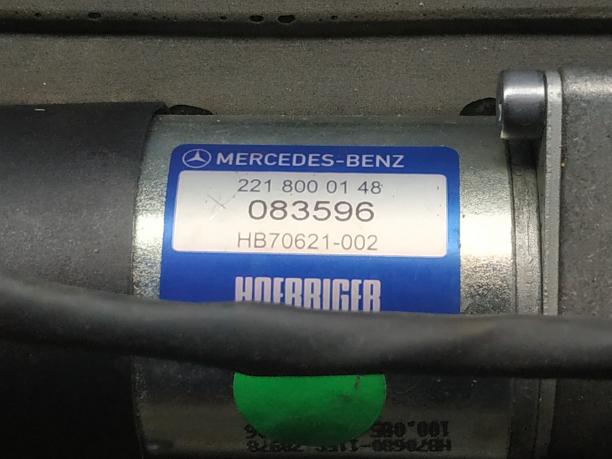 MERCEDES-BENZ
221 800 01 48
083596
HB70621-002
HOERBIGER